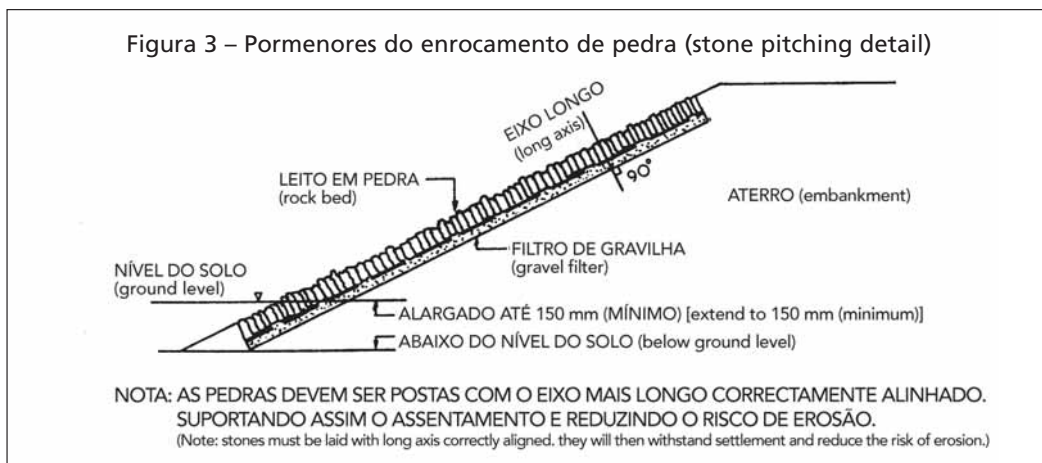 Figura 3 – Pormenores do enrocamento de pedra (stone pitching detail)
EIXO LONGO
(long axis)
90°
LEITO EM PEDRA
(rock bed)
ATERRO (embankment)
FILTRO DE GRAVILHA
(gravel filter)
NÍVEL DO SOLO
(ground level)
ALARGADO ATÉ 150 mm (MÍNIMO) [extend to 150 mm (minimum)]
ABAIXO DO NÍVEL DO SOLO (below ground level)
NOTA: AS PEDRAS DEVEM SER POSTAS COM O EIXO MAIS LONGO CORRECTAMENTE ALINHADO.
SUPORTANDO ASSIM O ASSENTAMENTO E REDUZINDO O RISCO DE EROSÃO.
(Note: stones must be laid with long axis correctly aligned. they will then withstand settlement and reduce the risk of erosion.)